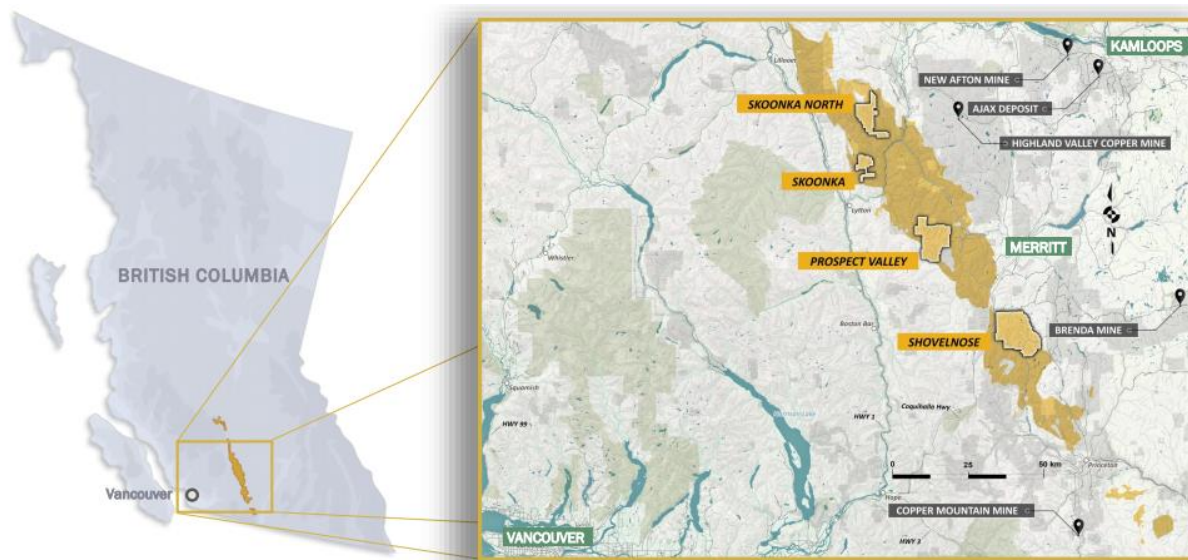 BRITISH COLUMBIA
Vancouver
KAMLOOPS
NEW AFTON MINE
AJAX DEPOSIT
HIGHLAND VALLEY COPPER MINE
Lillooet
SKOONKA NORTH
SKOONKA
Lytton
N
MERRITT
PROSPECT VALLEY
Whistler
BRENDA MINE
Boston Bar
SHOVELNOSE
Squamish
HWY 99
HWY 1
Coquihalla Hwy
0 25 50 km
Princeton
Hope
COPPER MOUNTAIN MINE
VANCOUVER
HWY 3